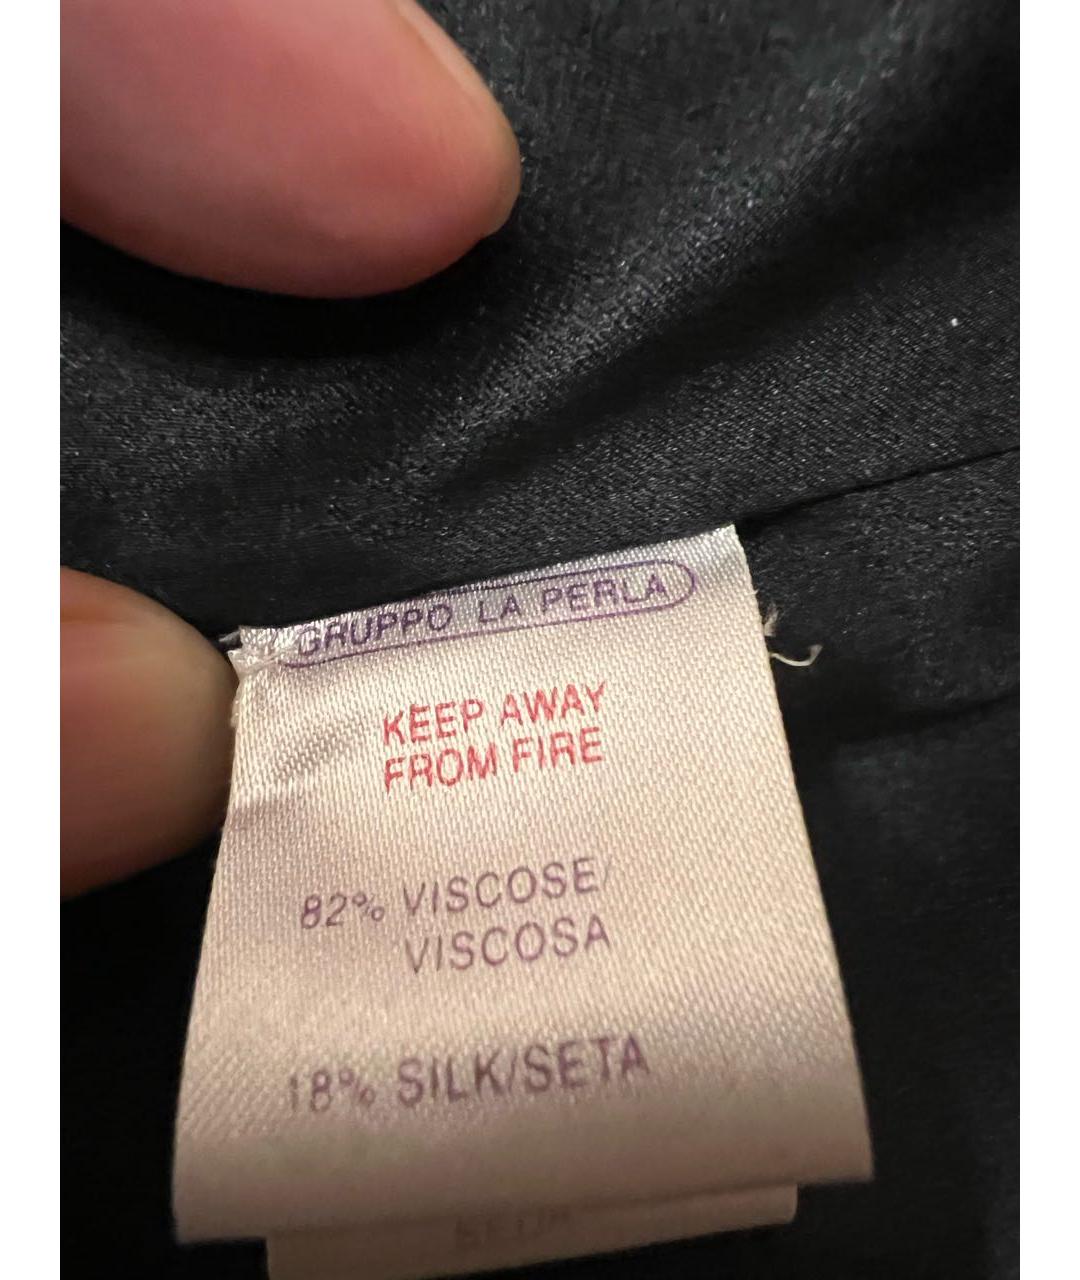 GRUPPO LA PERLA
KEEP AWAY
FROM FIRE
82% VISCOSE/
VISCOSA
18% SILK/SETA